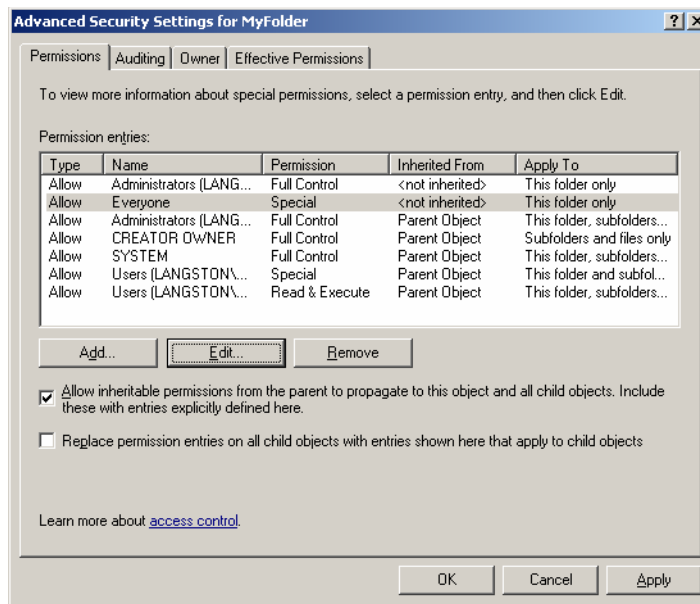 Advanced Security Settings for MyFolder
Permissions Auditing Owner Effective Permissions
To view more information about special permissions, select a permission entry, and then click Edit.
Permission entries:
Type Name Permission Inherited From Apply To
Allow Administrators (LANG... Full Control <not inherited> This folder only
Allow Everyone Special <not inherited> This folder only
Allow Administrators (LANG... Full Control Parent Object This folder, subfolders...
Allow CREATOR OWNER Full Control Parent Object Subfolders and files only
Allow SYSTEM Full Control Parent Object This folder, subfolders...
Allow Users (LANGSTON\... Special Parent Object This folder and subfol...
Allow Users (LANGSTON\... Read & Execute Parent Object This folder, subfolders...
Add... Edit... Remove
Allow inheritable permissions from the parent to propagate to this object and all child objects. Include
these with entries explicitly defined here.
Replace permission entries on all child objects with entries shown here that apply to child objects
Learn more about access control.
OK Cancel Apply